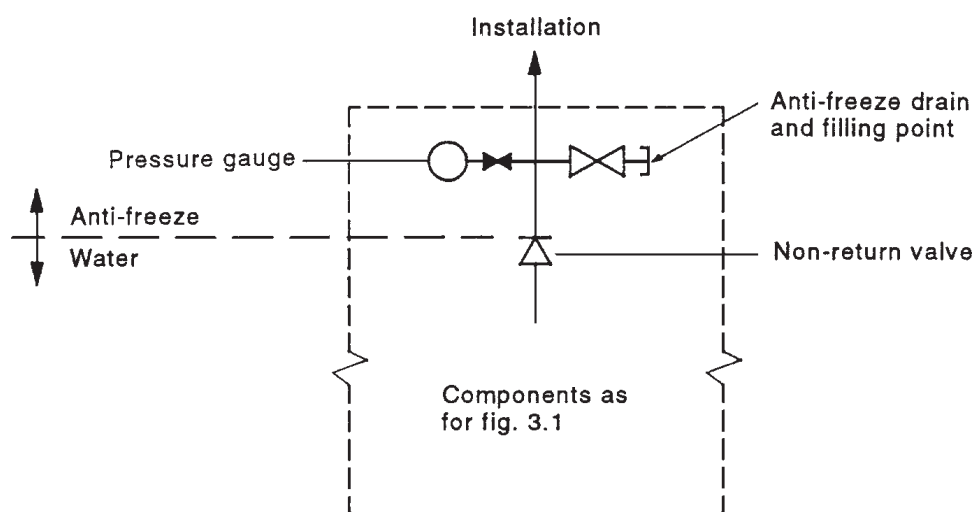 Installation
Anti-freeze drain
and filling point
Pressure gauge
Anti-freeze
Water
Non-return valve
Components as
for fig. 3.1